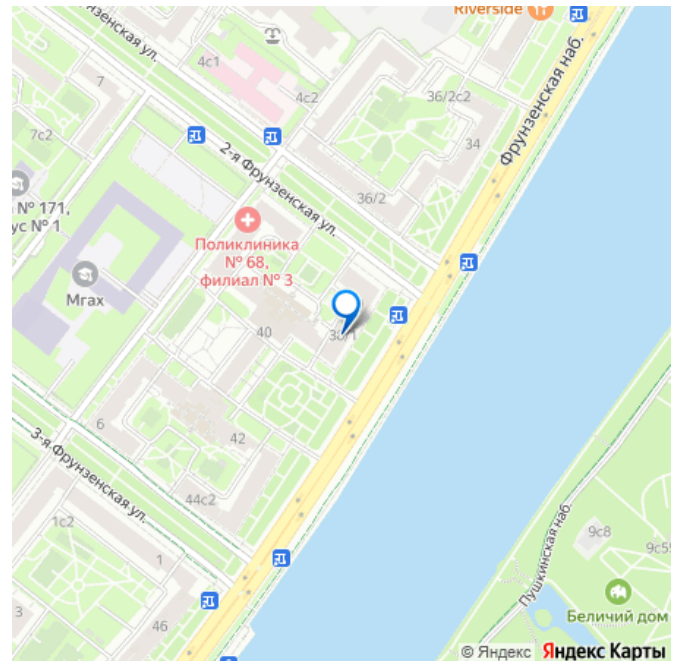 Riverside
Фрунзенская ул.
4с1
7
4с2
36/2с2
Фрунзенская наб.
7с2
34
2-я Фрунзенская ул.
36/2
№ 171,
ус № 1
Поликлиника
№ 68,
филиал № 3
Мгах
40
38/1
6
42
3-я Фрунзенская ул.
44с2
1с2
1
Пушкинская наб.
9с8
9с55
3
46
Беличий дом
© Яндекс Яндекс Карты